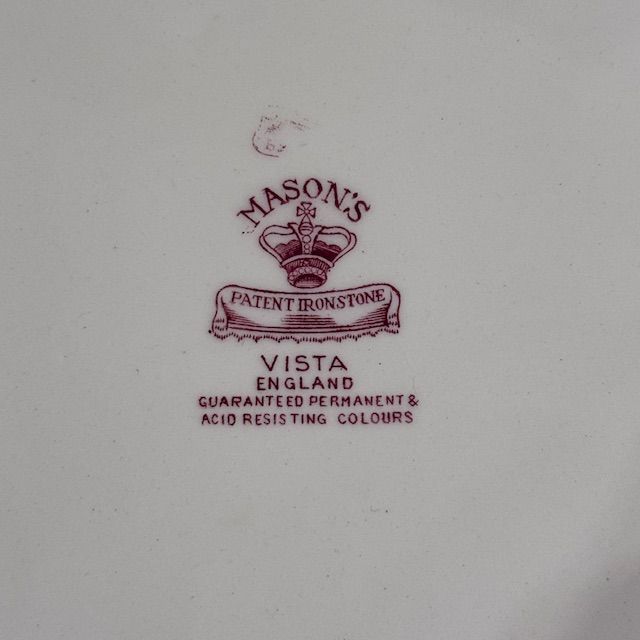 MASON'S
PATENT IRONSTONE
VISTA
ENGLAND
GUARANTEED PERMANENT &
ACID RESISTING COLOURS